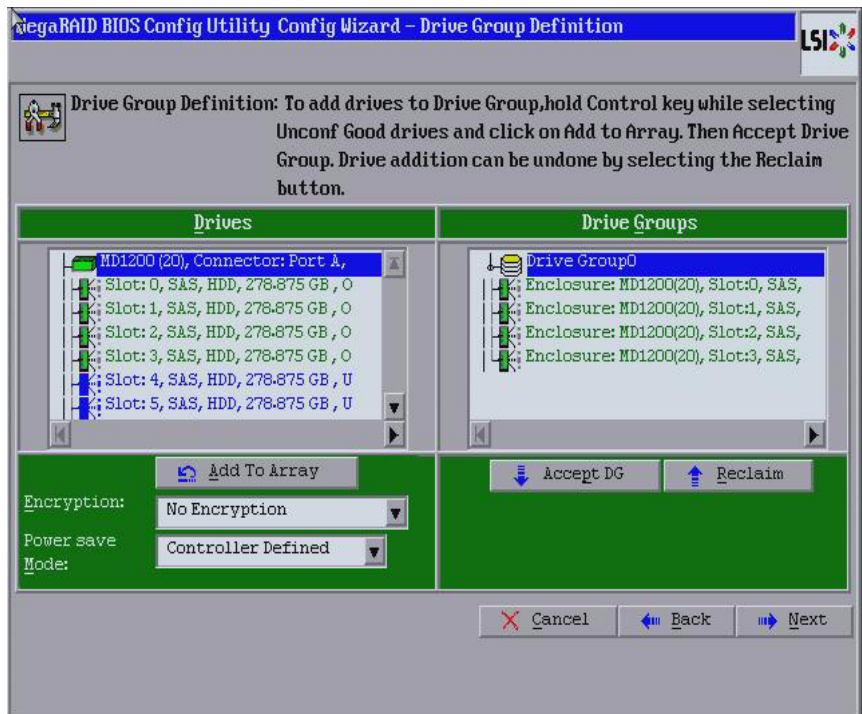 MegaRAID BIOS Config Utility Config Wizard – Drive Group Definition
LSI
Drive Group Definition: To add drives to Drive Group,hold Control key while selecting
Unconf Good drives and click on Add to Array. Then Accept Drive
Group. Drive addition can be undone by selecting the Reclaim
button.
Drives
MD1200 (20), Connector: Port A,
Slot: 0, SAS, HDD, 278.875 GB , O
Slot: 1, SAS, HDD, 278.875 GB , O
Slot: 2, SAS, HDD, 278.875 GB , O
Slot: 3, SAS, HDD, 278.875 GB , O
Slot: 4, SAS, HDD, 278.875 GB , U
Slot: 5, SAS, HDD, 278.875 GB , U
Drive Groups
Drive Group0
Enclosure: MD1200(20), Slot:0, SAS,
Enclosure: MD1200(20), Slot:1, SAS,
Enclosure: MD1200(20), Slot:2, SAS,
Enclosure: MD1200(20), Slot:3, SAS,
Add To Array
Encryption:
No Encryption
Power save
Mode:
Controller Defined
Accept DG
Reclaim
Cancel
Back
Next